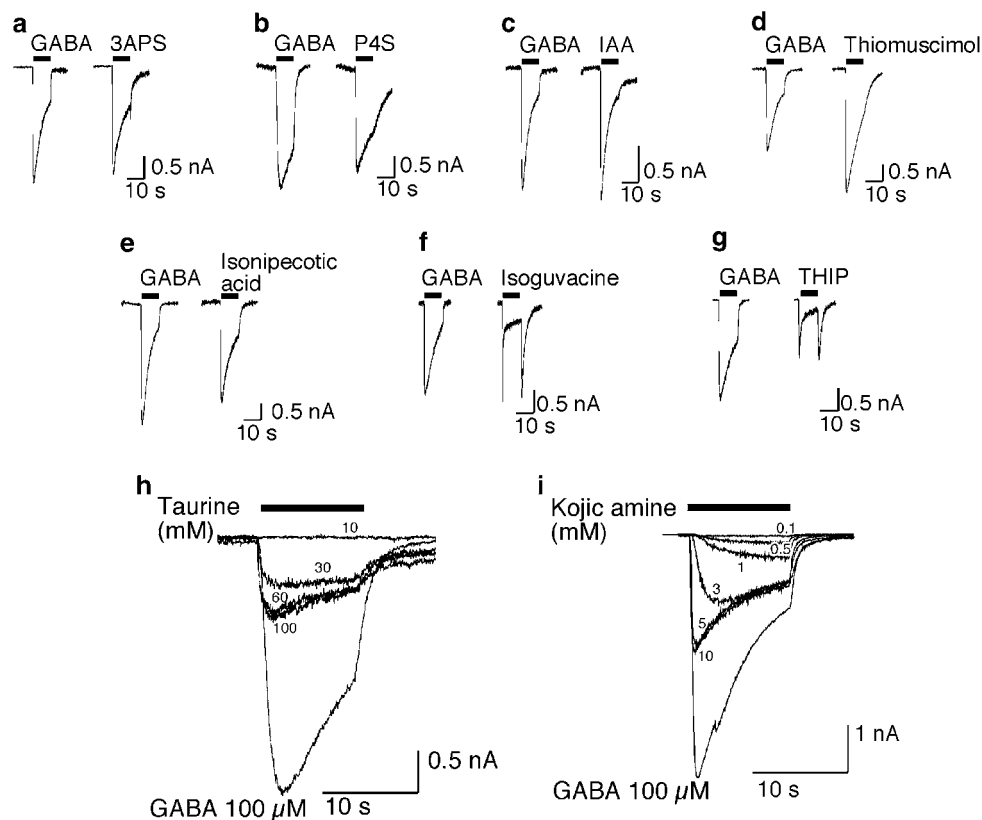 a
GABA 3APS
0.5 nA
10 s
b
GABA P4S
0.5 nA
10 s
c
GABA IAA
0.5 nA
10 s
d
GABA Thiomuscimol
0.5 nA
10 s
e
GABA Isonipecotic
acid
0.5 nA
10 s
f
GABA Isoguvacine
0.5 nA
10 s
g
GABA THIP
0.5 nA
10 s
h
Taurine
(mM)
10
30
60
100
0.5 nA
10 s
GABA 100 µM
i
Kojic amine
(mM)
0.1
0.5
1
3
5
10
1 nA
10 s
GABA 100 µM